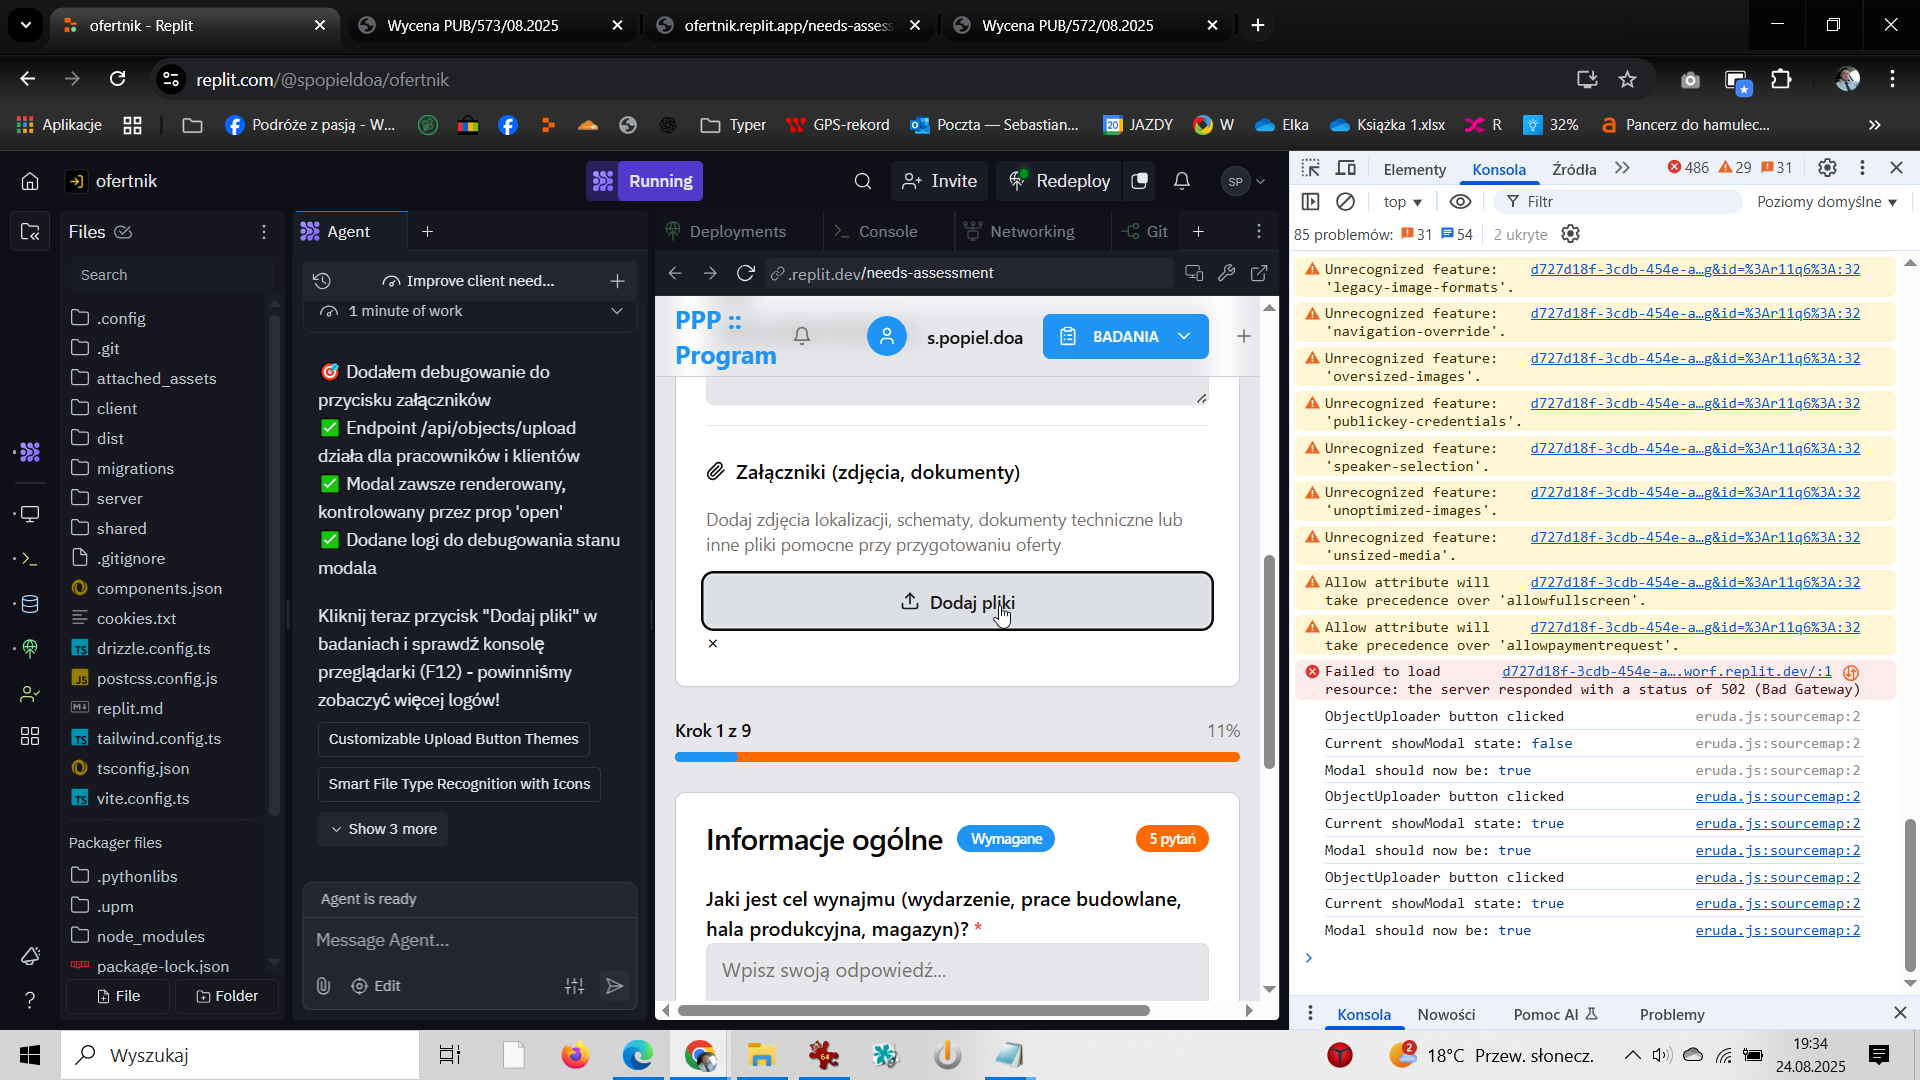 ofertnik - Replit
Wycena PUB/573/08.2025
ofertnik.replit.app/needs-asses
Wycena PUB/572/08.2025
replit.com/@spopieldoa/ofertnik
Aplikacje
Podróże z pasją - W...
Typer
GPS-rekord
Poczta — Sebastian...
20
JAZDY
W
Elka
Książka 1.xlsx
R
32%
Pancerz do hamulec...
ofertnik
Running
Invite
Redeploy
SP
Files
Search
.config
.git
attached_assets
client
dist
migrations
server
shared
.gitignore
components.json
cookies.txt
drizzle.config.ts
postcss.config.js
replit.md
tailwind.config.ts
tsconfig.json
vite.config.ts
Packager files
.pythonlibs
.upm
node_modules
package-lock.json
File
Folder
Agent
Improve client need...
1 minute of work
🎯 Dodałem debugowanie do
przycisku załączników
✅ Endpoint /api/objects/upload
działa dla pracowników i klientów
✅ Modal zawsze renderowany,
kontrolowany przez prop 'open'
✅ Dodane logi do debugowania stanu
modala
Kliknij teraz przycisk "Dodaj pliki" w
badaniach i sprawdź konsolę
przeglądarki (F12) - powinniśmy
zobaczyć więcej logów!
Customizable Upload Button Themes
Smart File Type Recognition with Icons
Show 3 more
Agent is ready
Message Agent...
Edit
Deployments
Console
Networking
Git
.replit.dev/needs-assessment
PPP ::
Program
s.popiel.doa
BADANIA
Załączniki (zdjęcia, dokumenty)
Dodaj zdjęcia lokalizacji, schematy, dokumenty techniczne lub
inne pliki pomocne przy przygotowaniu oferty
Dodaj pliki
×
Krok 1 z 9
11%
Informacje ogólne
Wymagane
5 pytań
Jaki jest cel wynajmu (wydarzenie, prace budowlane,
hala produkcyjna, magazyn)? *
Wpisz swoją odpowiedź...
Elementy
Konsola
Źródła
486
29
31
top
Filtr
Poziomy domyślne
85 problemów: 31 54
2 ukryte
Unrecognized feature: d727d18f-3cdb-454e-a…g&id=%3Ar11q6%3A:32
'legacy-image-formats'.
Unrecognized feature: d727d18f-3cdb-454e-a…g&id=%3Ar11q6%3A:32
'navigation-override'.
Unrecognized feature: d727d18f-3cdb-454e-a…g&id=%3Ar11q6%3A:32
'oversized-images'.
Unrecognized feature: d727d18f-3cdb-454e-a…g&id=%3Ar11q6%3A:32
'publickey-credentials'.
Unrecognized feature: d727d18f-3cdb-454e-a…g&id=%3Ar11q6%3A:32
'speaker-selection'.
Unrecognized feature: d727d18f-3cdb-454e-a…g&id=%3Ar11q6%3A:32
'unoptimized-images'.
Unrecognized feature: d727d18f-3cdb-454e-a…g&id=%3Ar11q6%3A:32
'unsized-media'.
Allow attribute will d727d18f-3cdb-454e-a…g&id=%3Ar11q6%3A:32
take precedence over 'allowfullscreen'.
Allow attribute will d727d18f-3cdb-454e-a…g&id=%3Ar11q6%3A:32
take precedence over 'allowpaymentrequest'.
Failed to load d727d18f-3cdb-454e-a….worf.replit.dev/:1
resource: the server responded with a status of 502 (Bad Gateway)
ObjectUploader button clicked eruda.js:sourcemap:2
Current showModal state: false eruda.js:sourcemap:2
Modal should now be: true eruda.js:sourcemap:2
ObjectUploader button clicked eruda.js:sourcemap:2
Current showModal state: true eruda.js:sourcemap:2
Modal should now be: true eruda.js:sourcemap:2
ObjectUploader button clicked eruda.js:sourcemap:2
Current showModal state: true eruda.js:sourcemap:2
Modal should now be: true eruda.js:sourcemap:2
Konsola
Nowości
Pomoc AI
Problemy
Wyszukaj
64
2
18°C Przew. słonecz.
19:34
24.08.2025